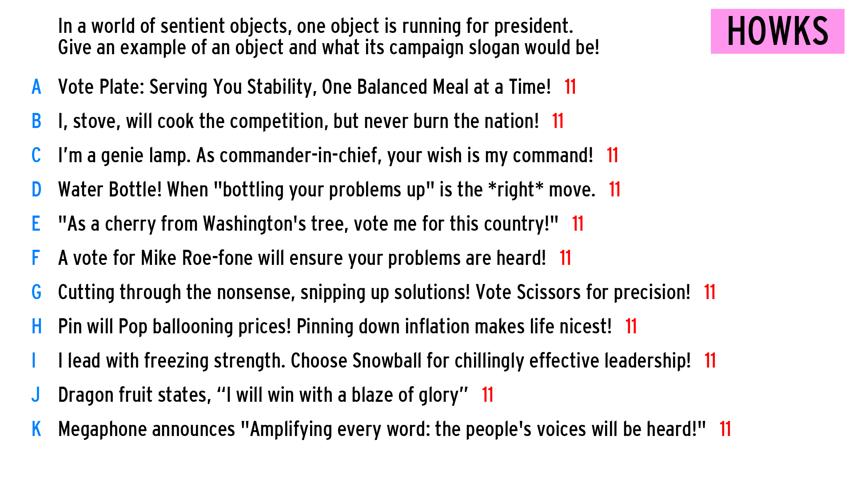 In a world of sentient objects, one object is running for president.
Give an example of an object and what its campaign slogan would be!
HOWKS
A Vote Plate: Serving You Stability, One Balanced Meal at a Time! 11
B I, stove, will cook the competition, but never burn the nation! 11
C I'm a genie lamp. As commander-in-chief, your wish is my command! 11
D Water Bottle! When "bottling your problems up" is the *right* move. 11
E "As a cherry from Washington's tree, vote me for this country!" 11
F A vote for Mike Roe-fone will ensure your problems are heard! 11
G Cutting through the nonsense, snipping up solutions! Vote Scissors for precision! 11
H Pin will Pop ballooning prices! Pinning down inflation makes life nicest! 11
I I lead with freezing strength. Choose Snowball for chillingly effective leadership! 11
J Dragon fruit states, “I will win with a blaze of glory” 11
K Megaphone announces "Amplifying every word: the people's voices will be heard!" 11